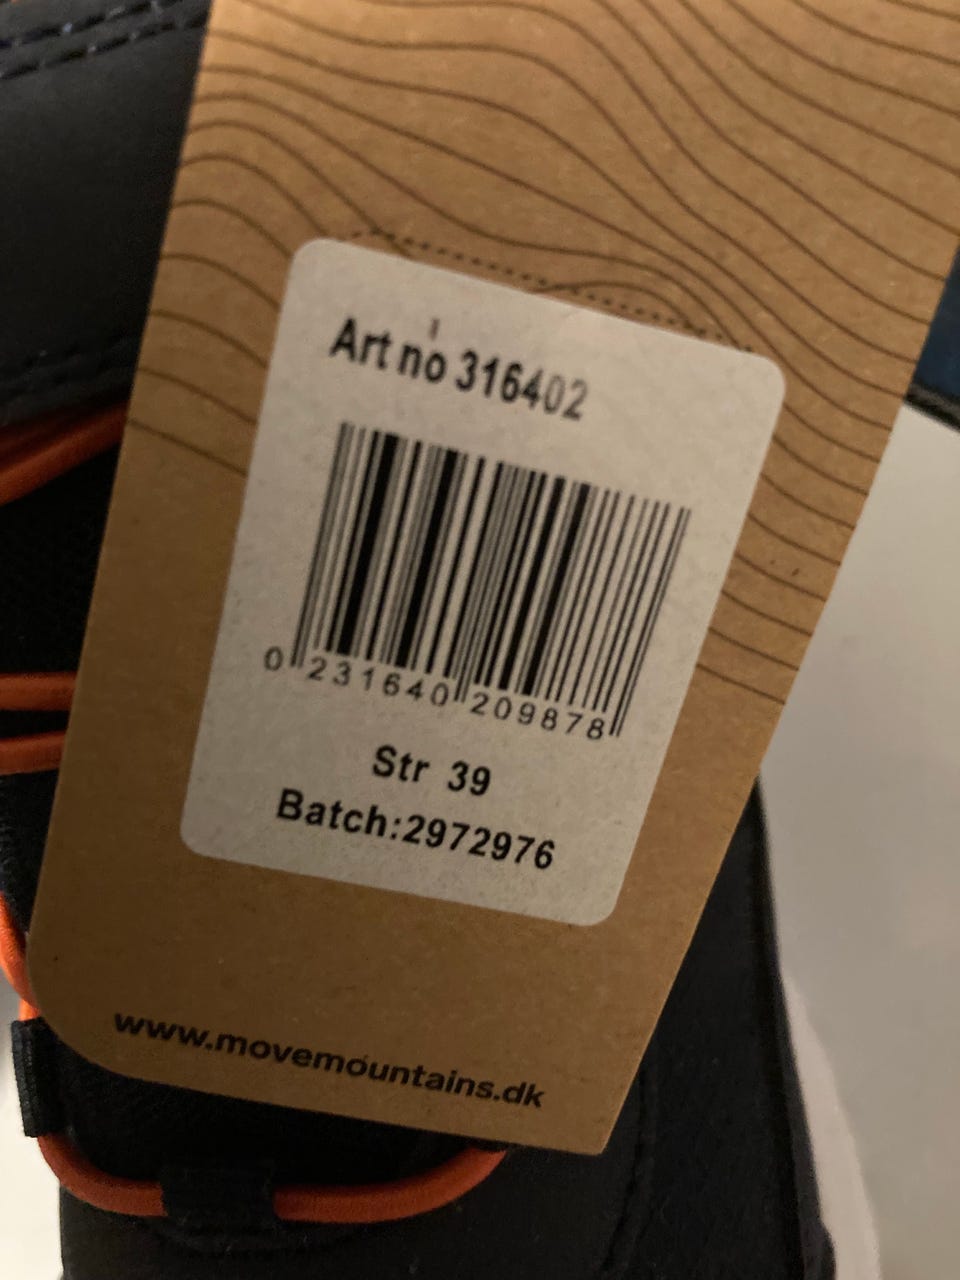 Art no 316402
0 231640 209878
Str 39
Batch:2972976
www.movemountains.dk